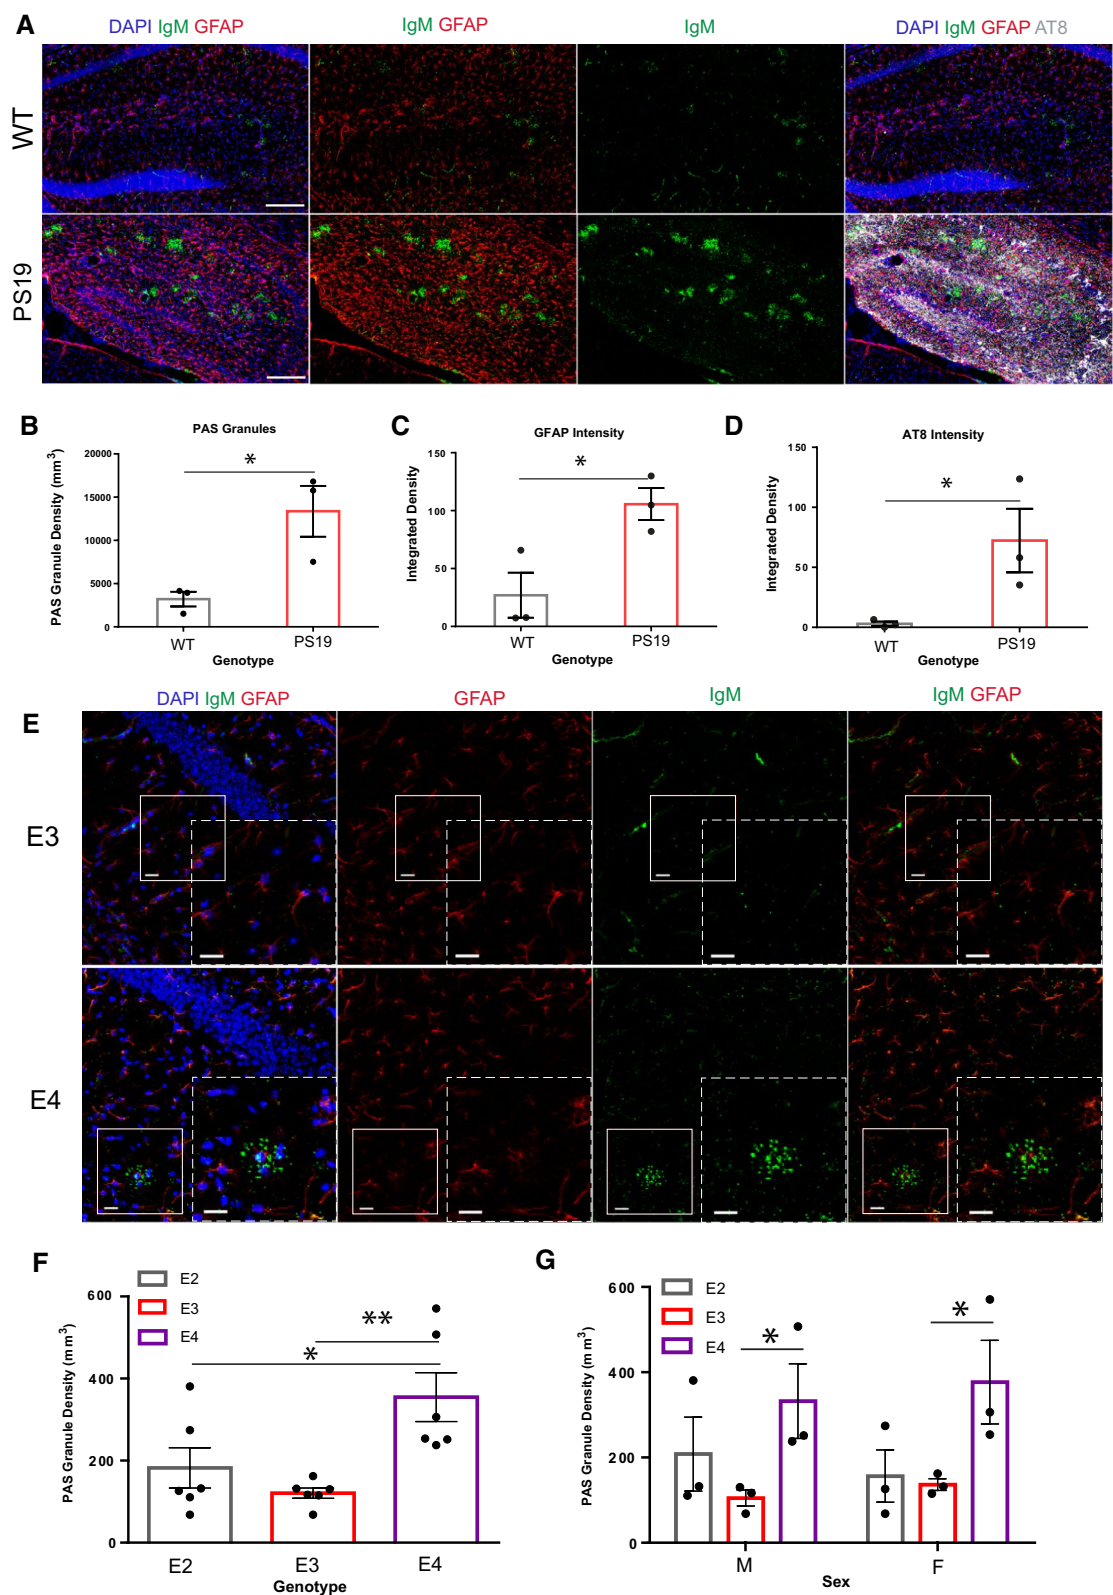 A
DAPI IgM GFAP
IgM GFAP
IgM
DAPI IgM GFAP AT8
WT
PS19
B
PAS Granules
PAS Granule Density (mm³)
20000
15000
10000
5000
0
*
WT
PS19
Genotype
C
GFAP Intensity
Integrated Density
150
100
50
0
*
WT
PS19
Genotype
D
AT8 Intensity
Integrated Density
150
100
50
0
*
WT
PS19
Genotype
E
DAPI IgM GFAP
GFAP
IgM
IgM GFAP
E3
E4
F
E2
E3
E4
PAS Granule Density (mm³)
600
400
200
0
**
*
E2
E3
E4
Genotype
G
E2
E3
E4
PAS Granule Density (mm³)
600
400
200
0
*
*
M
F
Sex